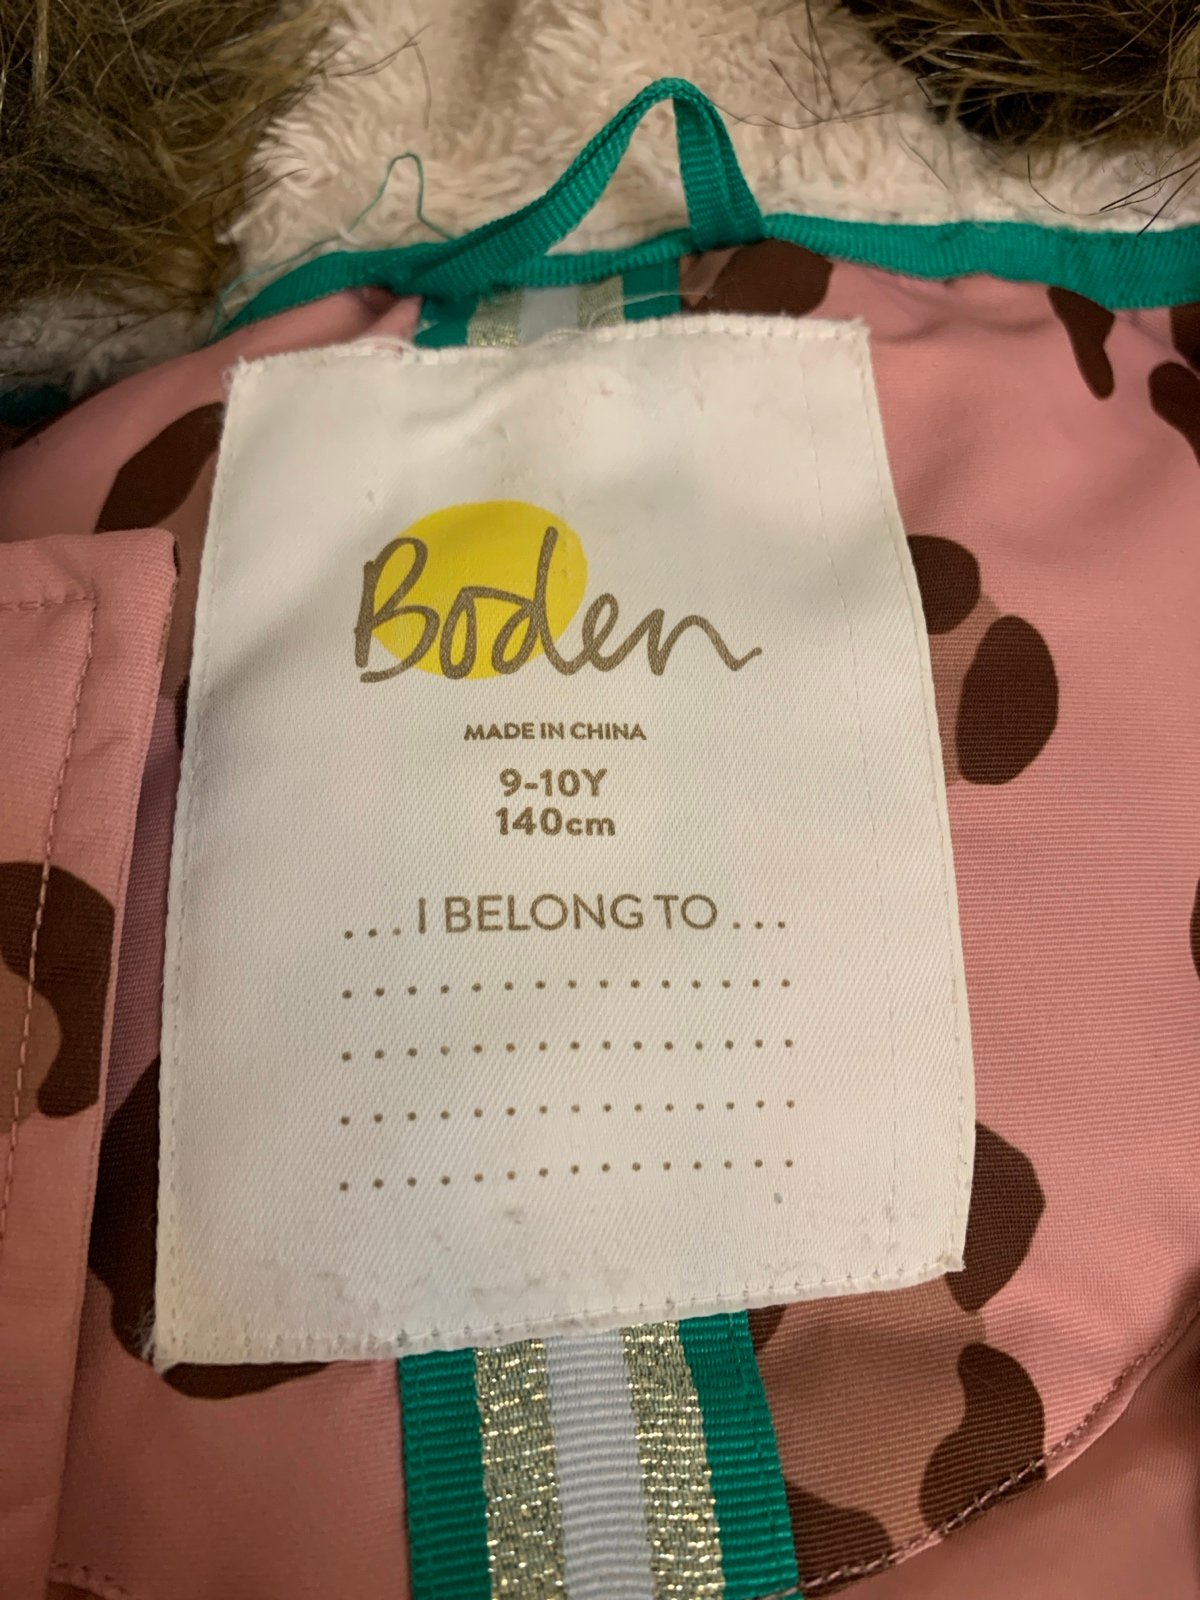 Boden
MADE IN CHINA
9-10Y
140cm
...I BELONG TO...